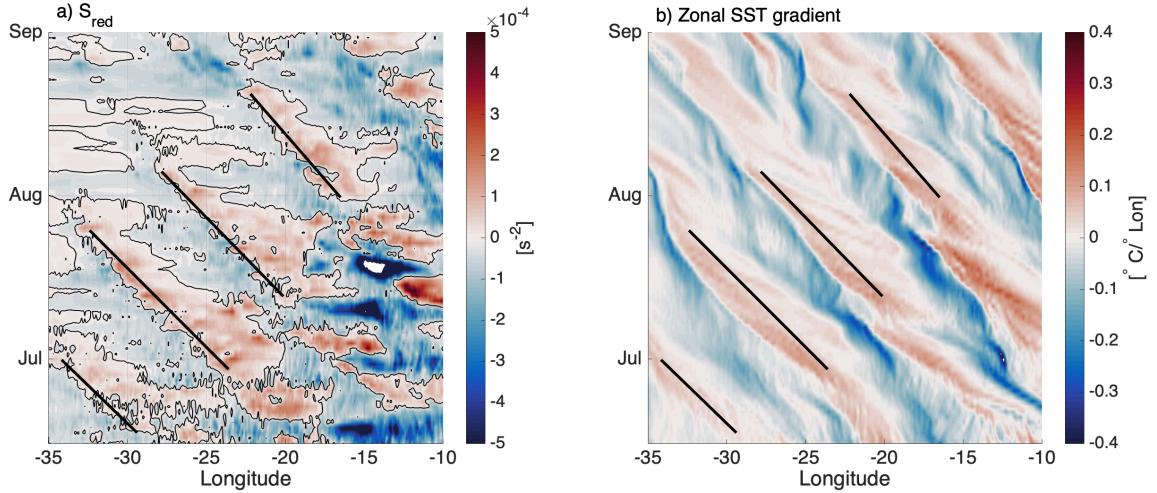 a) S_red
×10^-4
Sep
Aug
Jul
-35 -30 -25 -20 -15 -10
Longitude
5
4
3
2
1
0
-1
-2
-3
-4
-5
[s^-2]
b) Zonal SST gradient
Sep
Aug
Jul
-35 -30 -25 -20 -15 -10
Longitude
0.4
0.3
0.2
0.1
0
-0.1
-0.2
-0.3
-0.4
[° C/° Lon]